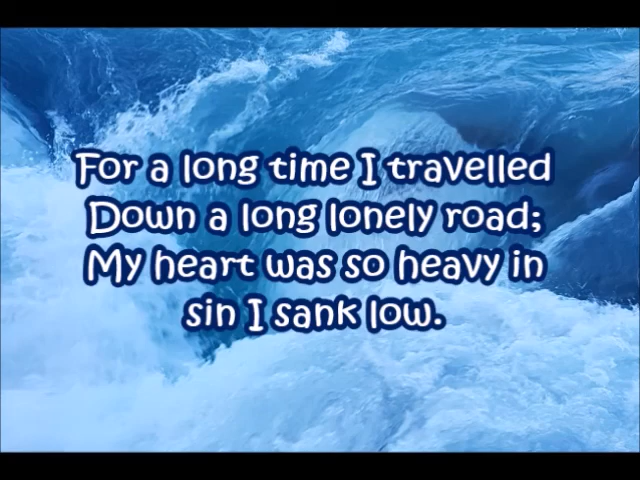 For a long time I travelled
Down a long lonely road;
My heart was so heavy in
sin I sank low.